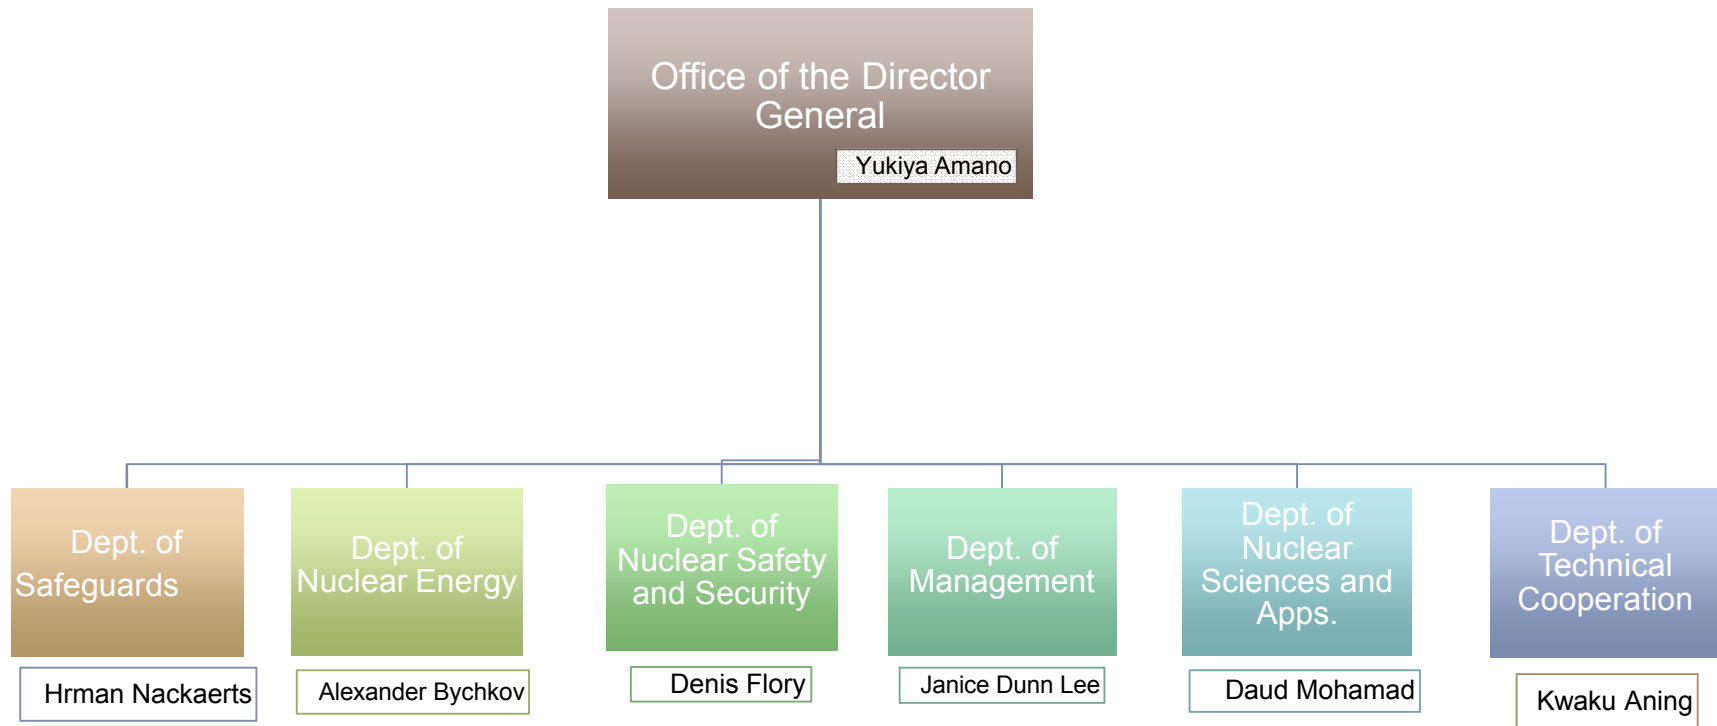 Office of the Director
General
Yukiya Amano
Dept. of
Safeguards
Hrman Nackaerts
Dept. of
Nuclear Energy
Alexander Bychkov
Dept. of
Nuclear Safety
and Security
Denis Flory
Dept. of
Management
Janice Dunn Lee
Dept. of
Nuclear
Sciences and
Apps.
Daud Mohamad
Dept. of
Technical
Cooperation
Kwaku Aning